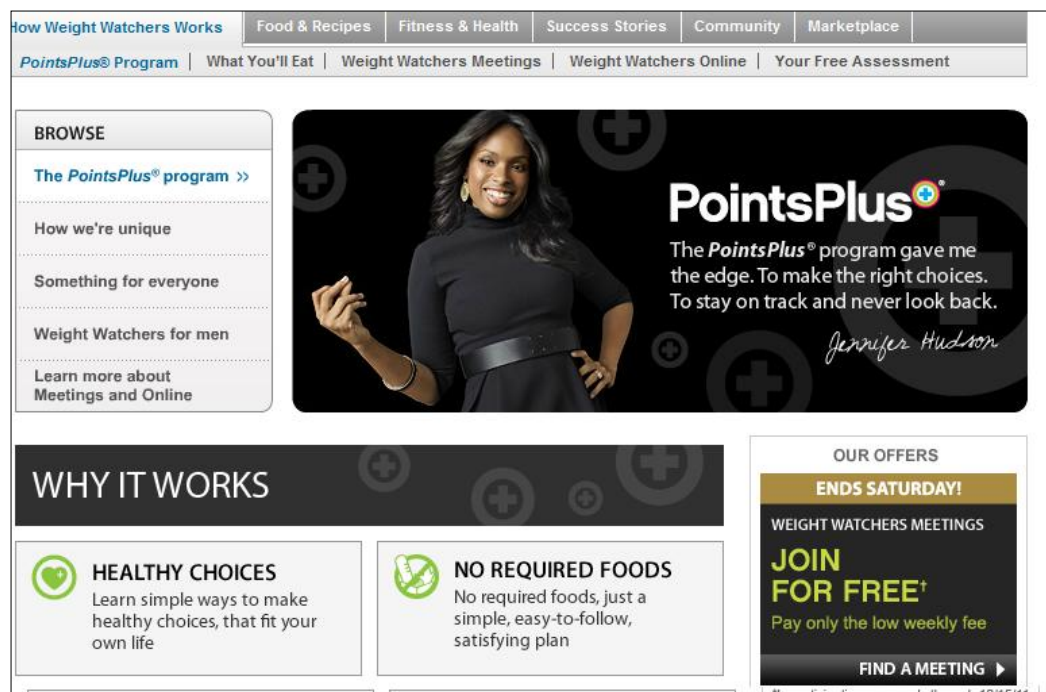 How Weight Watchers Works
Food & Recipes
Fitness & Health
Success Stories
Community
Marketplace
PointsPlus® Program | What You'll Eat | Weight Watchers Meetings | Weight Watchers Online | Your Free Assessment
BROWSE
The PointsPlus® program »
How we're unique
Something for everyone
Weight Watchers for men
Learn more about
Meetings and Online
PointsPlus®
The PointsPlus® program gave me
the edge. To make the right choices.
To stay on track and never look back.
Jennifer Hudson
WHY IT WORKS
HEALTHY CHOICES
Learn simple ways to make
healthy choices, that fit your
own life
NO REQUIRED FOODS
No required foods, just a
simple, easy-to-follow,
satisfying plan
OUR OFFERS
ENDS SATURDAY!
WEIGHT WATCHERS MEETINGS
JOIN
FOR FREE†
Pay only the low weekly fee
FIND A MEETING